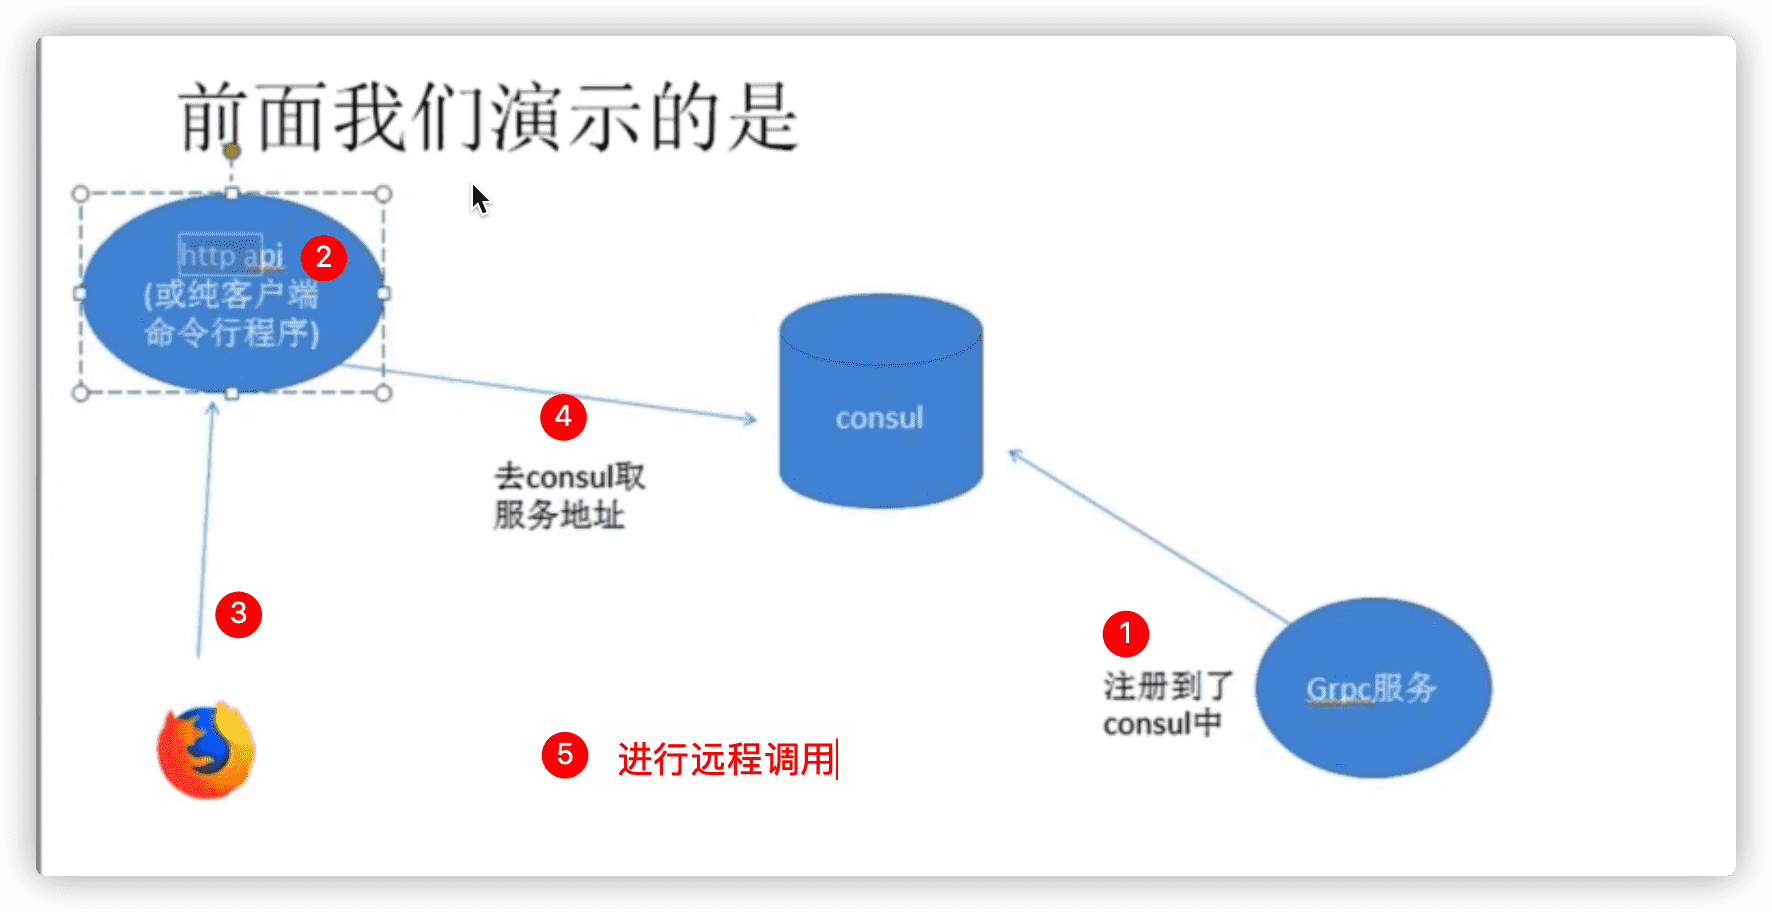 前面我们演示的是
http api
2
(或纯客户端
命令行程序)
4
去consul取
服务地址
consul
3
1
注册到了
consul中
Grpc服务
5 进行远程调用